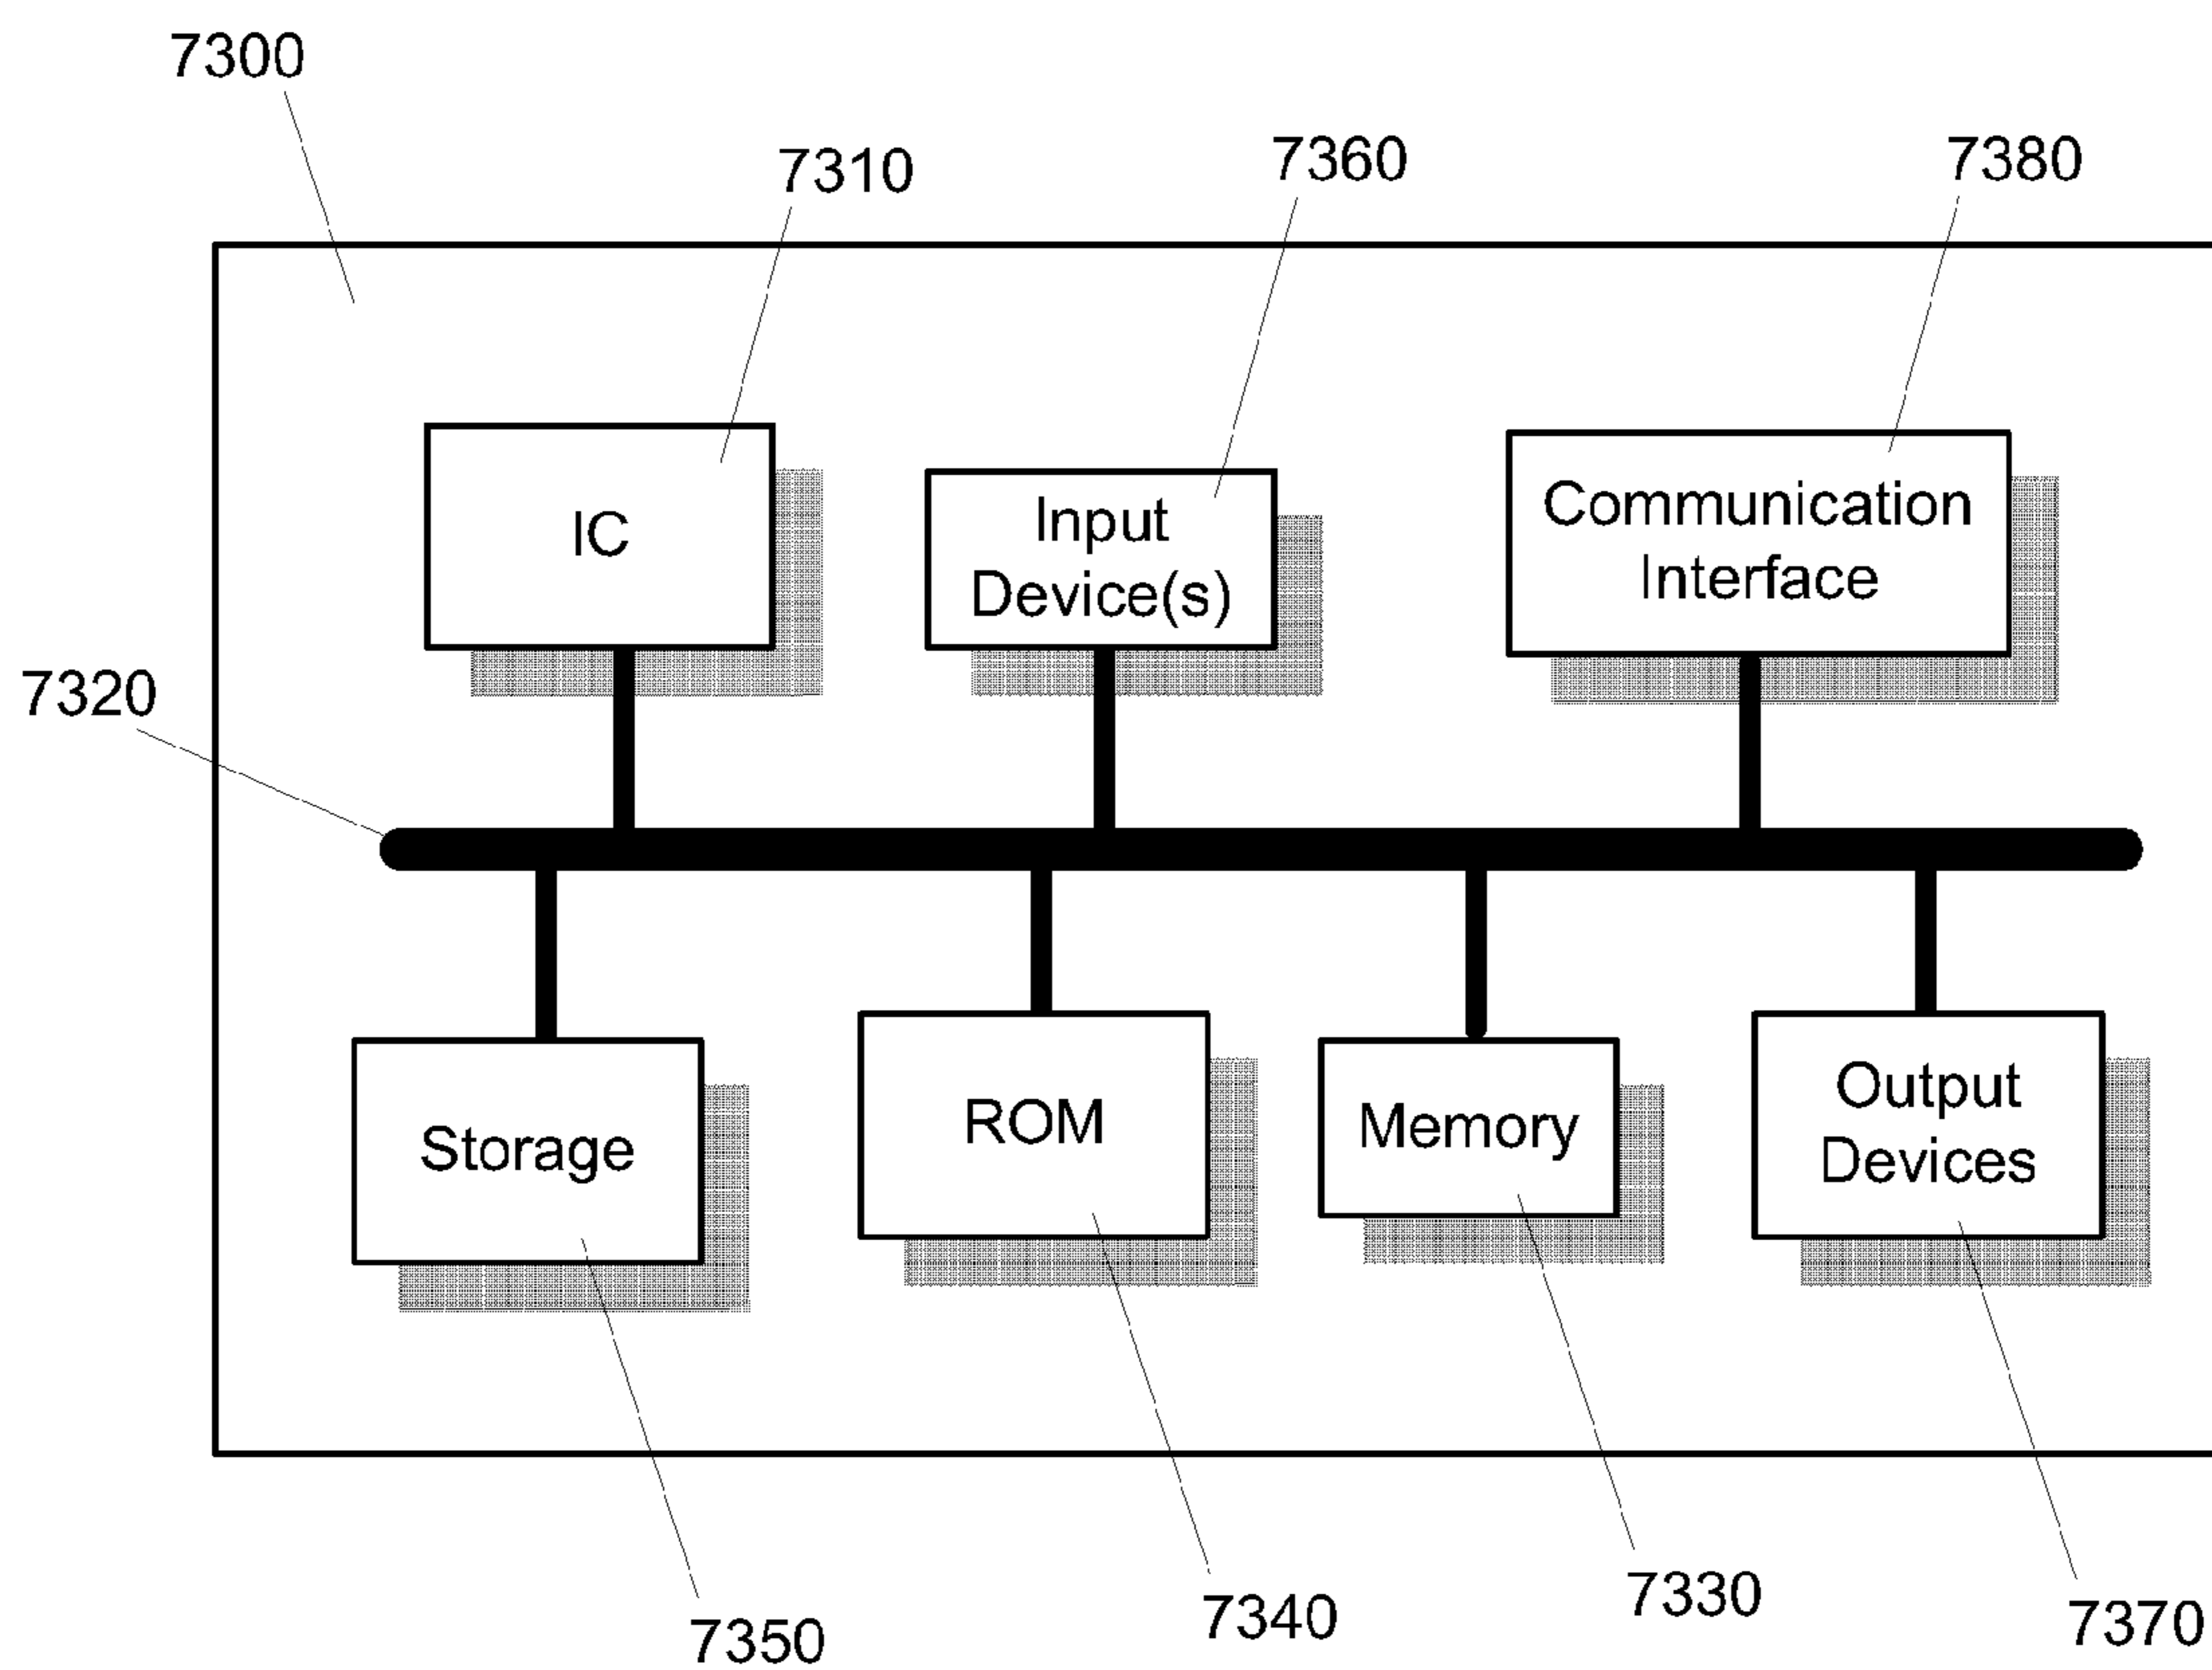 7300
7310
7360
7380
IC
Input
Device(s)
Communication
Interface
7320
Storage
ROM
Memory
Output
Devices
7350
7340
7330
7370